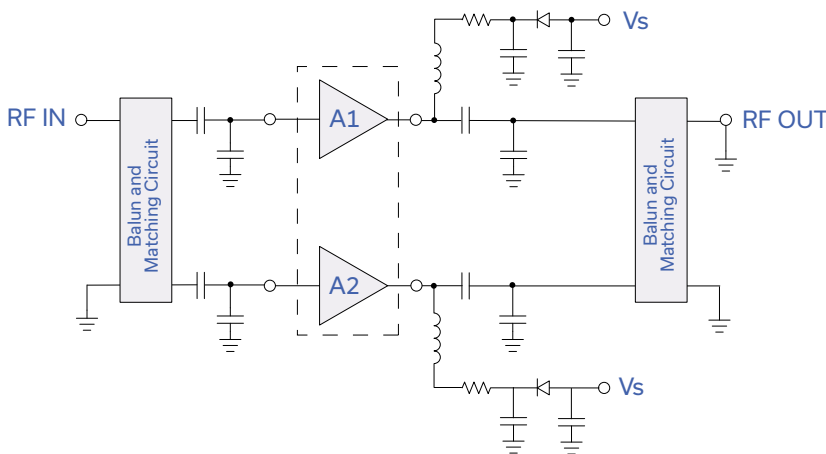 Vs
RF IN
A1
RF OUT
Balun and
Matching Circuit
Balun and
Matching Circuit
A2
Vs